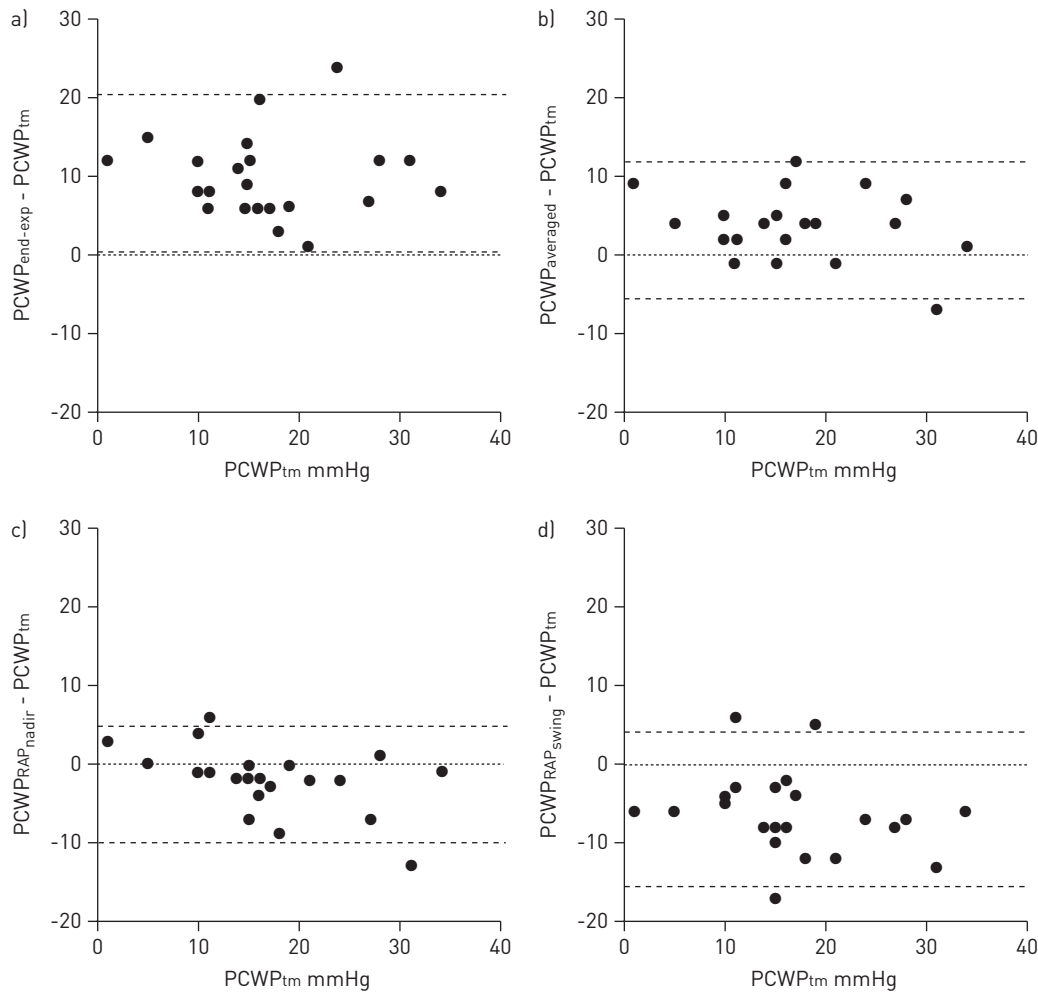 a)
30
20
10
0
-10
-20
0 10 20 30 40
PCWPend-exp - PCWPtm
PCWPtm mmHg
b)
30
20
10
0
-10
-20
0 10 20 30 40
PCWPaveraged - PCWPtm
PCWPtm mmHg
c)
30
20
10
0
-10
-20
0 10 20 30 40
PCWPRAPnadir - PCWPtm
PCWPtm mmHg
d)
30
20
10
0
-10
-20
0 10 20 30 40
PCWPRAPswing - PCWPtm
PCWPtm mmHg